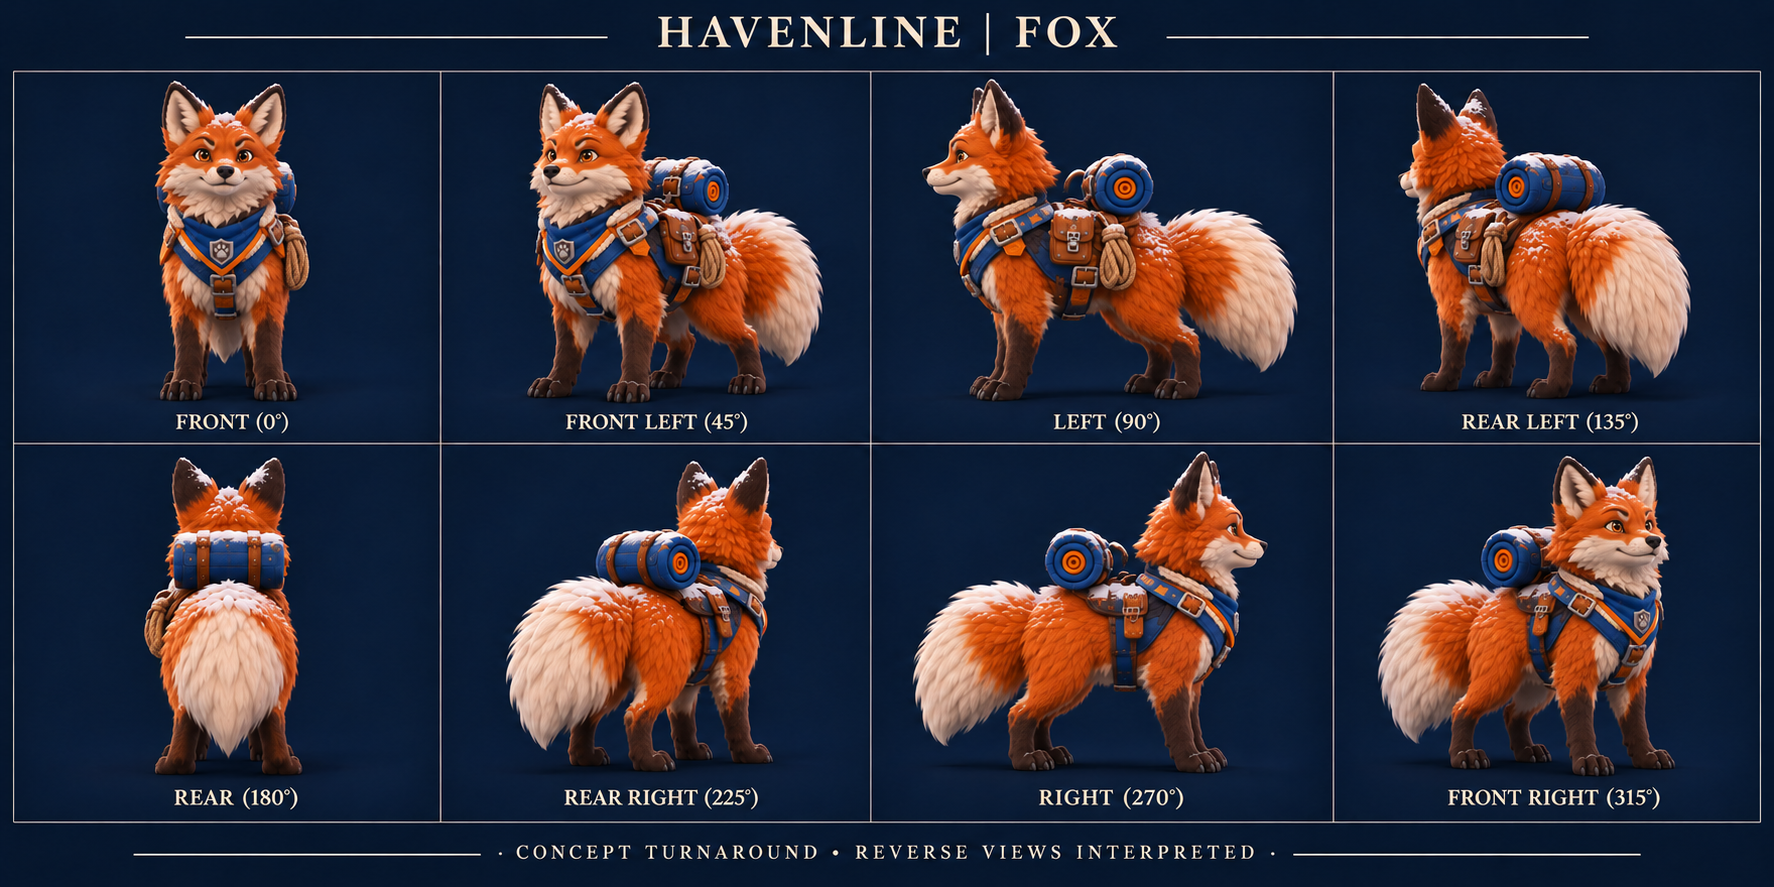 HAVENLINE | FOX
FRONT (0°)
FRONT LEFT (45°)
LEFT (90°)
REAR LEFT (135°)
REAR (180°)
REAR RIGHT (225°)
RIGHT (270°)
FRONT RIGHT (315°)
· CONCEPT TURNAROUND • REVERSE VIEWS INTERPRETED ·